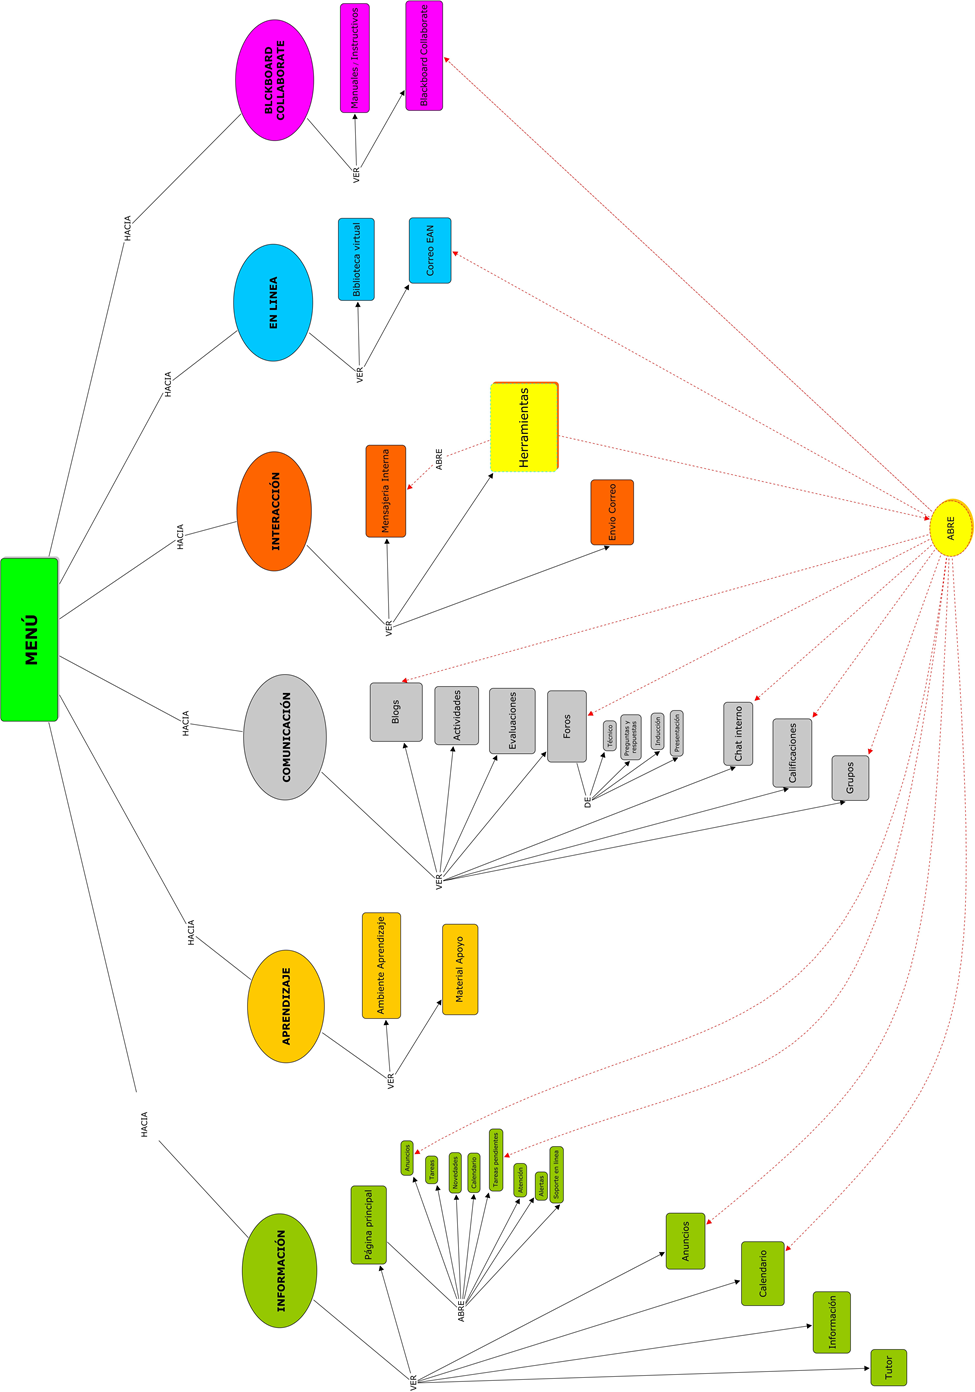 MENÚ
HACIA
HACIA
HACIA
HACIA
HACIA
HACIA
INFORMACIÓN
APRENDIZAJE
COMUNICACIÓN
INTERACCIÓN
EN LINEA
BLCKBOARD
COLLABORATE
VER
Página principal
ABRE
Anuncios
Tareas
Novedades
Calendario
Tareas pendientes
Atención
Alertas
Soporte en línea
Anuncios
Calendario
Información
Tutor
VER
Ambiente Aprendizaje
Material Apoyo
VER
Blogs
Actividades
Evaluaciones
Foros
DE
Técnico
Preguntas y
respuestas
Inducción
Presentación
Chat interno
Calificaciones
Grupos
VER
Mensajeria Interna
ABRE
Herramientas
Envio Correo
VER
Biblioteca virtual
Correo EAN
VER
Manuales . Instructivos
Blackboard Collaborate
ABRE